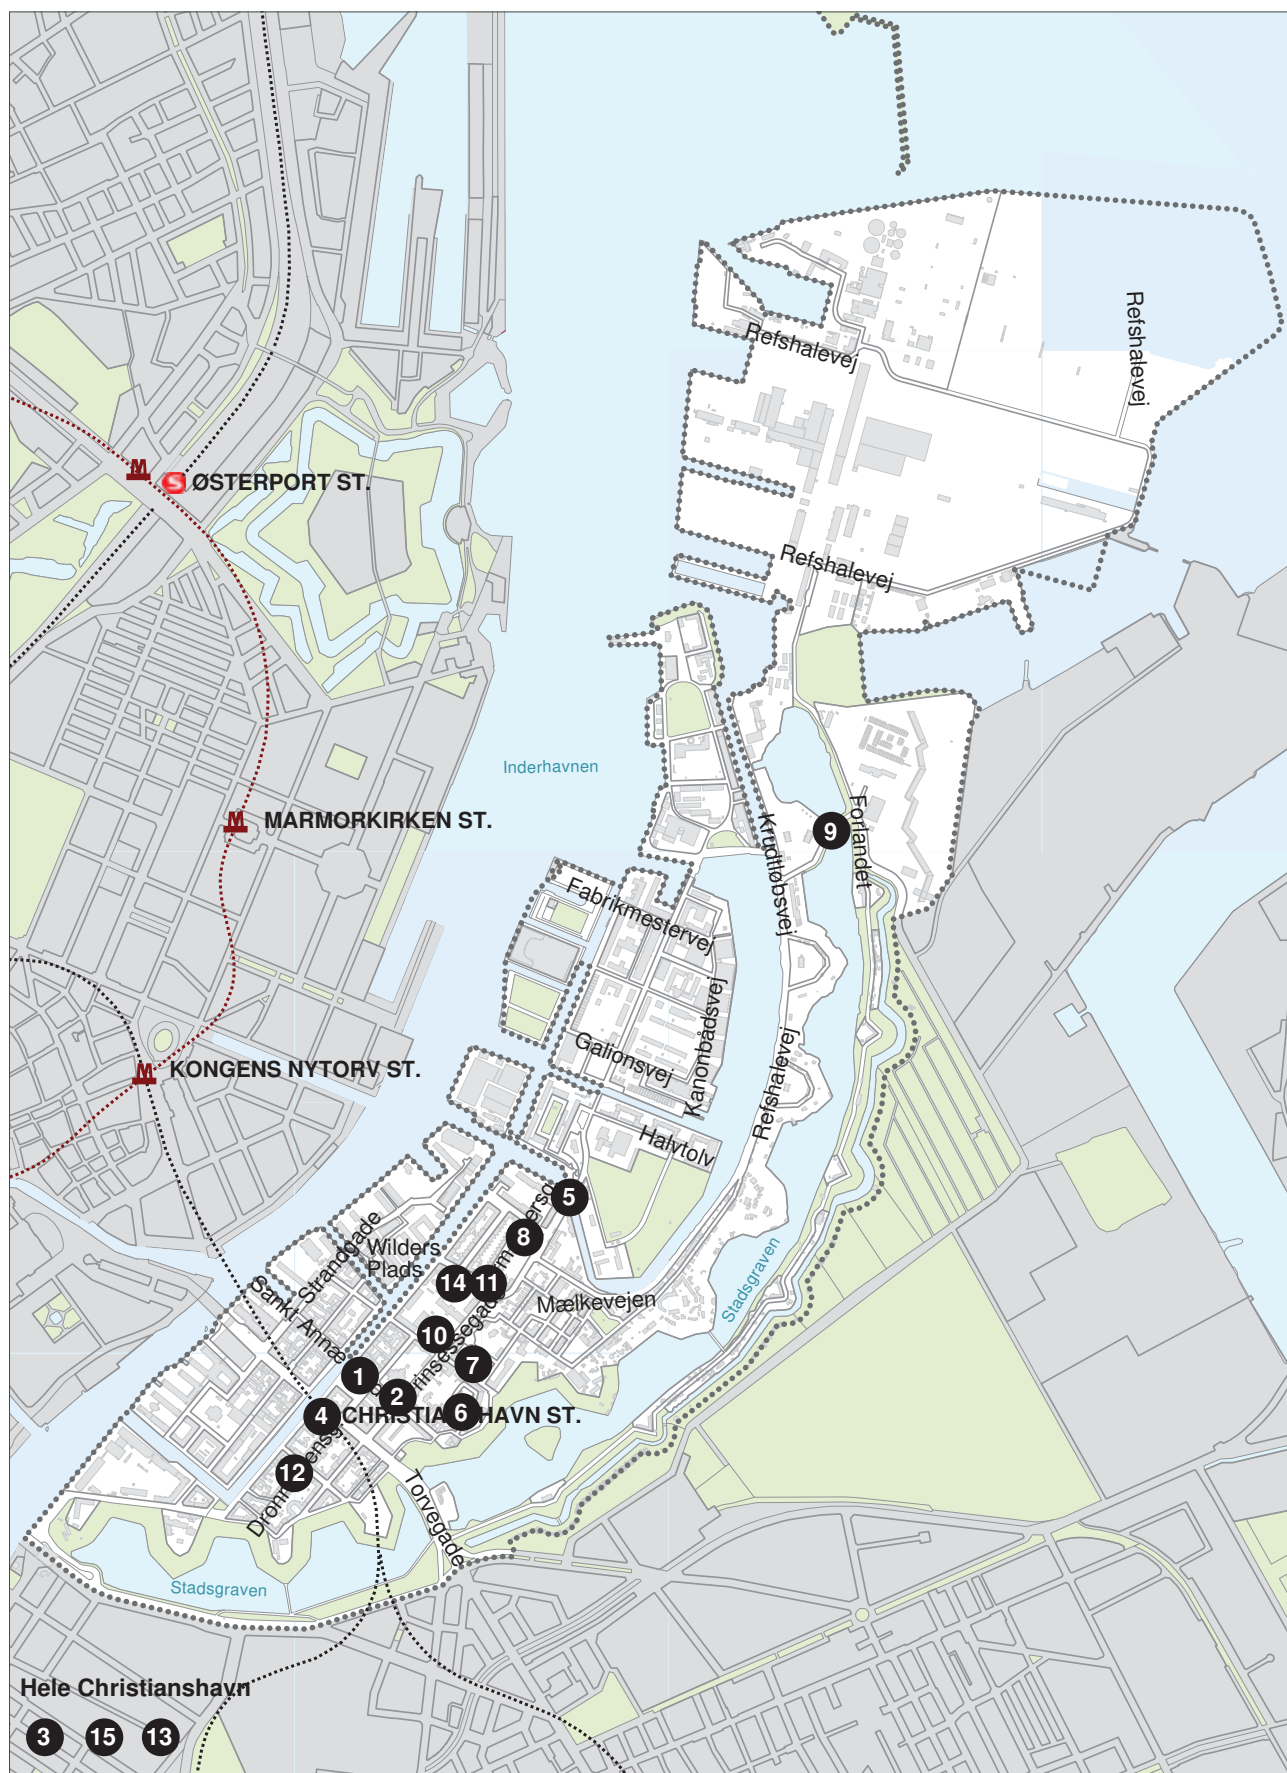 Refshalevej
Refshalevej
M
S
ØSTERPORT ST.
Refshalevej
Inderhavnen
M
MARMORKIRKEN ST.
Krudtløbsvej
9
Forlandet
Fabrikmestervej
Kanonbådsvej
M
KONGENS NYTORV ST.
Galionsvej
Refshalevej
Halvtolv
5
8
Strandgade
Wilders
Plads
Sankt Annæ
14
11
Mælkevejen
Stadsgraven
10
Prinsessegade
7
1
2
6
4
CHRISTIANSHAVN ST.
12
Torvegade
Stadsgraven
Hele Christianshavn
3
15
13